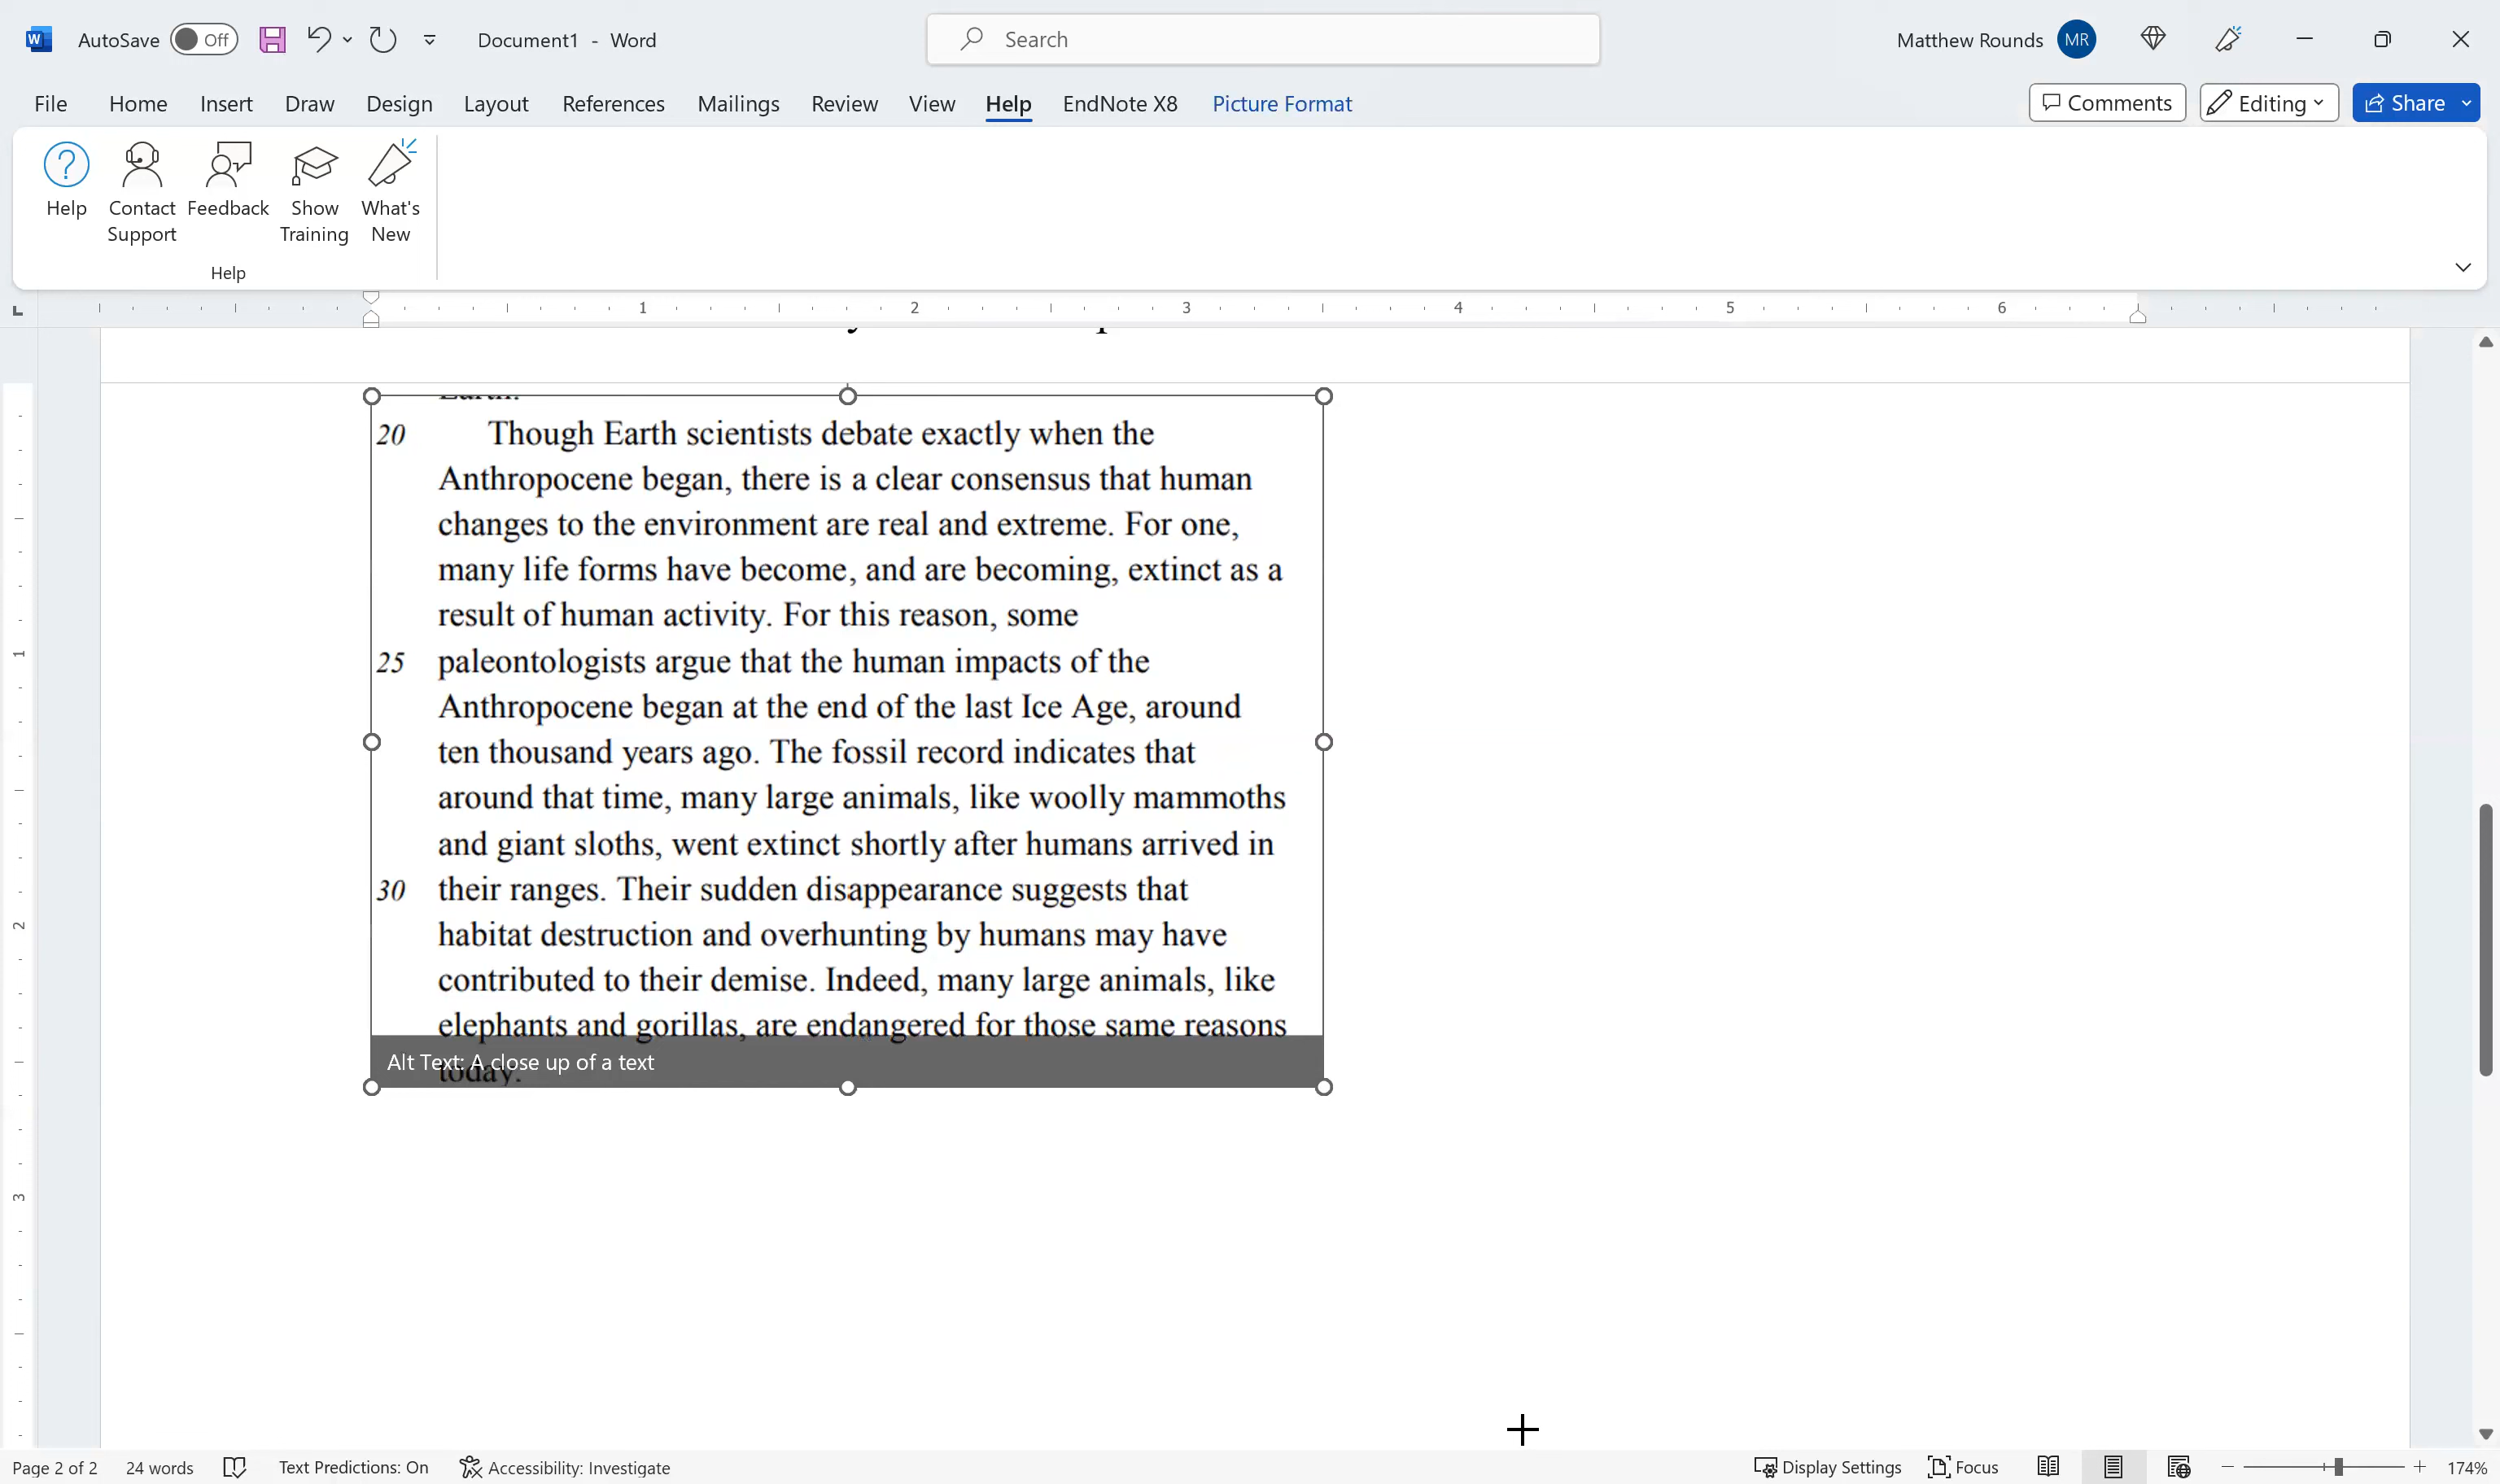 W
AutoSave Off Document1 - Word Search Matthew Rounds MR
File Home Insert Draw Design Layout References Mailings Review View Help EndNote X8 Picture Format Comments Editing Share
Help Contact Support Feedback Show Training What's New
Help
1 2 3 4 5 6
20 Though Earth scientists debate exactly when the
Anthropocene began, there is a clear consensus that human
changes to the environment are real and extreme. For one,
many life forms have become, and are becoming, extinct as a
result of human activity. For this reason, some
25 paleontologists argue that the human impacts of the
Anthropocene began at the end of the last Ice Age, around
ten thousand years ago. The fossil record indicates that
around that time, many large animals, like woolly mammoths
and giant sloths, went extinct shortly after humans arrived in
30 their ranges. Their sudden disappearance suggests that
habitat destruction and overhunting by humans may have
contributed to their demise. Indeed, many large animals, like
elephants and gorillas, are endangered for those same reasons
today.
Alt Text: A close up of a text
1
2
3
Page 2 of 2 24 words Text Predictions: On Accessibility: Investigate Display Settings Focus 174%